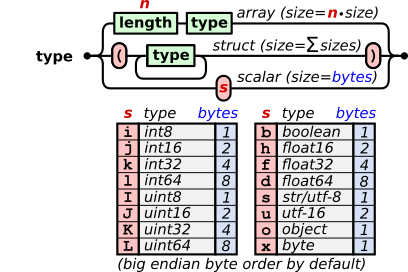 n
length type array (size=n•size)
type ( type ) struct (size=∑sizes)
s scalar (size=bytes)
s type bytes s type bytes
i int8 1 b boolean 1
j int16 2 h float16 2
k int32 4 f float32 4
l int64 8 d float64 8
I uint8 1 s str/utf-8 1
J uint16 2 u utf-16 2
K uint32 4 o object 1
L uint64 8 x byte 1
(big endian byte order by default)